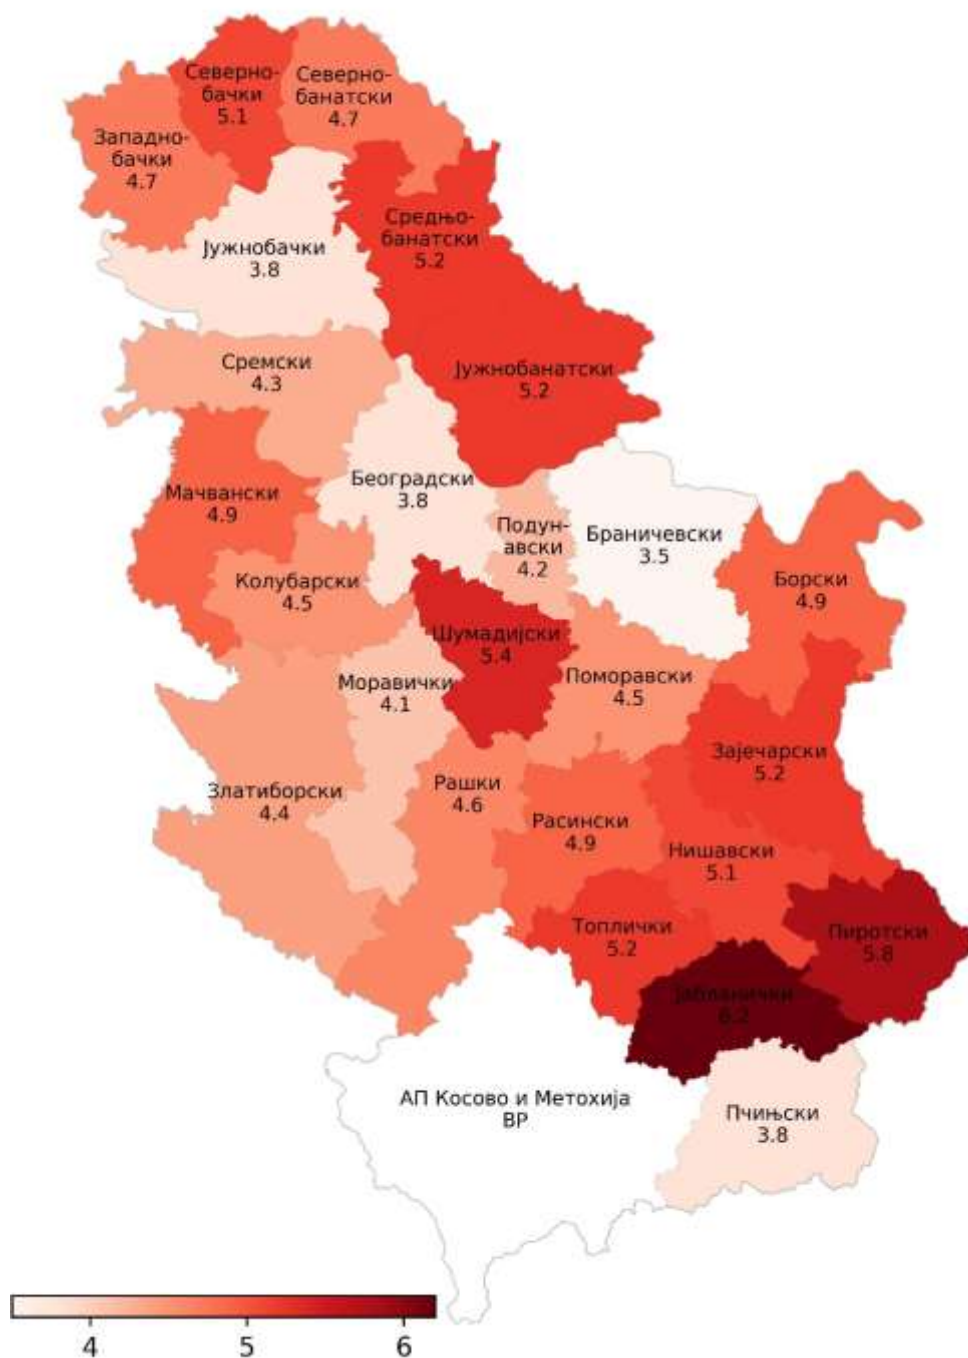 Северно-
бачки
5.1
Северно-
банатски
4.7
Западно-
бачки
4.7
Јужнобачки
3.8
Средњо-
банатски
5.2
Сремски
4.3
Јужнобанатски
5.2
Мачвански
4.9
Београдски
3.8
Подун-
авски
4.2
Браничевски
3.5
Колубарски
4.5
Борски
4.9
Шумадијски
5.4
Моравички
4.1
Поморавски
4.5
Зајечарски
5.2
Златиборски
4.4
Рашки
4.6
Расински
4.9
Нишавски
5.1
Топлички
5.2
Пиротски
5.8
Јабланички
6.2
АП Косово и Метохија
ВР
Пчињски
3.8
4
5
6